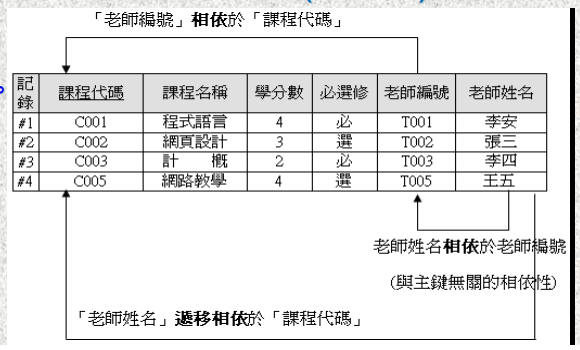 「老師編號」相依於「課程代碼」
記錄 課程代碼 課程名稱 學分數 必選修 老師編號 老師姓名
#1 C001 程式語言 4 必 T001 李安
#2 C002 網頁設計 3 選 T002 張三
#3 C003 計 概 2 必 T003 李四
#4 C005 網路教學 4 選 T005 王五
老師姓名相依於老師編號
(與主鍵無關的相依性)
「老師姓名」遞移相依於「課程代碼」